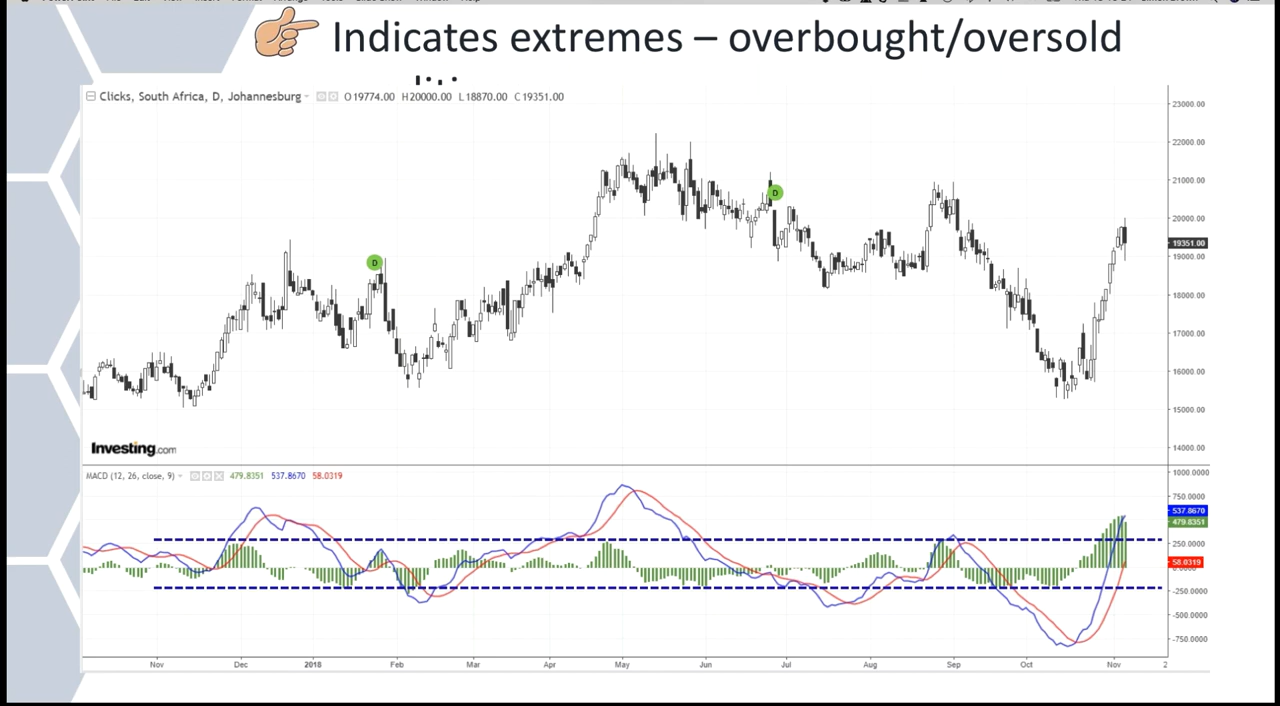 Indicates extremes – overbought/oversold
Clicks, South Africa, D, Johannesburg O19774.00 H20000.00 L18870.00 C19351.00
23000.00
22000.00
21000.00
D
20000.00
19351.00
D
19000.00
18000.00
17000.00
16000.00
15000.00
Investing.com
14000.00
MACD (12, 26, close, 9) 479.8351 537.8670 58.0319
1000.0000
750.0000
537.8670
479.8351
250.0000
58.0319
-250.0000
-500.0000
-750.0000
Nov Dec 2018 Feb Mar Apr May Jun Jul Aug Sep Oct Nov 2